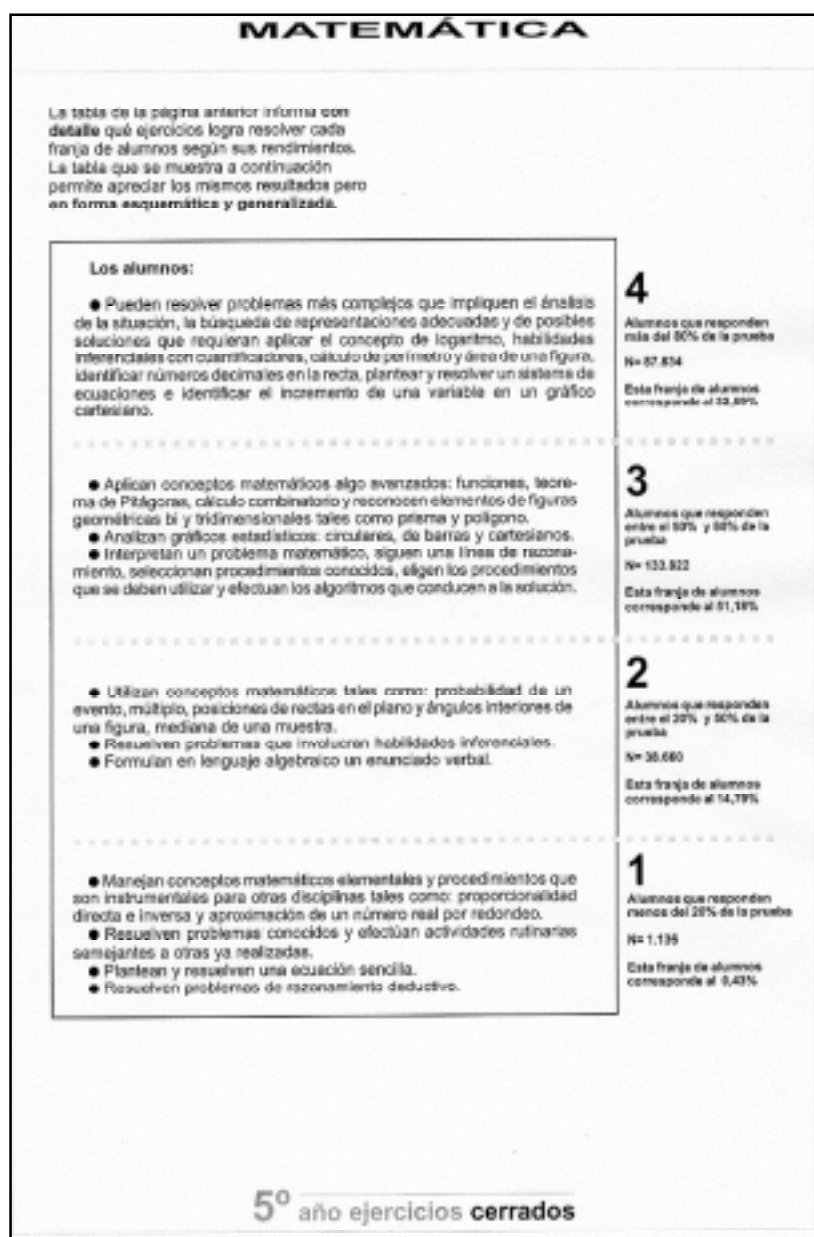 MATEMÁTICA
La tabla de la página anterior informa con
detalle qué ejercicios logra resolver cada
franja de alumnos según sus rendimientos.
La tabla que se muestra a continuación
permite apreciar los mismos resultados pero
en forma esquemática y generalizada.
Los alumnos:
● Pueden resolver problemas más complejos que impliquen el ánalisis
de la situación, la búsqueda de representaciones adecuadas y de posibles
soluciones que requieran aplicar el concepto de logaritmo, habilidades
inferenciales con cuantificadores, cálculo de perímetro y área de una figura,
identificar números decimales en la recta, plantear y resolver un sistema de
ecuaciones e identificar el incremento de una variable en un gráfico
cartesiano.
4
Alumnos que responden
más del 80% de la prueba
N= 87.834
Esta franja de alumnos
corresponde al
● Aplican conceptos matemáticos algo avanzados: funciones, teore-
ma de Pitágoras, cálculo combinatorio y reconocen elementos de figuras
geométricas bi y tridimensionales tales como prisma y polígono.
● Analizan gráficos estadísticos: circulares, de barras y cartesianos.
● Interpretan un problema matemático, siguen una línea de razona-
miento, seleccionan procedimientos conocidos, eligen los procedimientos
que se deben utilizar y efectuan los algoritmos que conducen a la solución.
3
Alumnos que responden
entre el 50% y 80% de la
prueba
N= 133.822
Esta franja de alumnos
corresponde al 51,18%
● Utilizan conceptos matemáticos tales como: probabilidad de un
evento, múltiplo, posiciones de rectas en el plano y ángulos interiores de
una figura, mediana de una muestra.
● Resuelven problemas que involucran habilidades inferenciales.
● Formulan en lenguaje algebraico un enunciado verbal.
2
Alumnos que responden
entre el 20% y 50% de la
prueba
N= 38.660
Esta franja de alumnos
corresponde al 14,79%
● Manejan conceptos matemáticos elementales y procedimientos que
son instrumentales para otras disciplinas tales como: proporcionalidad
directa e inversa y aproximación de un número real por redondeo.
● Resuelven problemas conocidos y efectúan actividades rutinarias
semejantes a otras ya realizadas.
● Plantean y resuelven una ecuación sencilla.
● Resuelven problemas de razonamiento deductivo.
1
Alumnos que responden
menos del 20% de la prueba
N= 1.136
Esta franja de alumnos
corresponde al 0,43%
5º año ejercicios cerrados